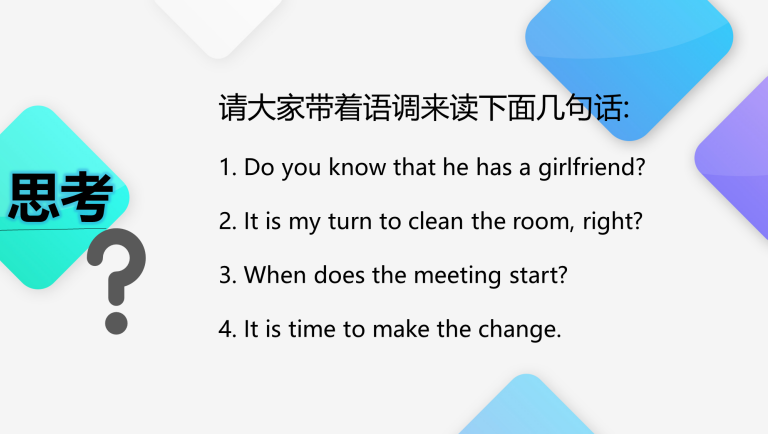 请大家带着语调来读下面几句话:
思考
1. Do you know that he has a girlfriend?
2. It is my turn to clean the room, right?
3. When does the meeting start?
4. It is time to make the change.